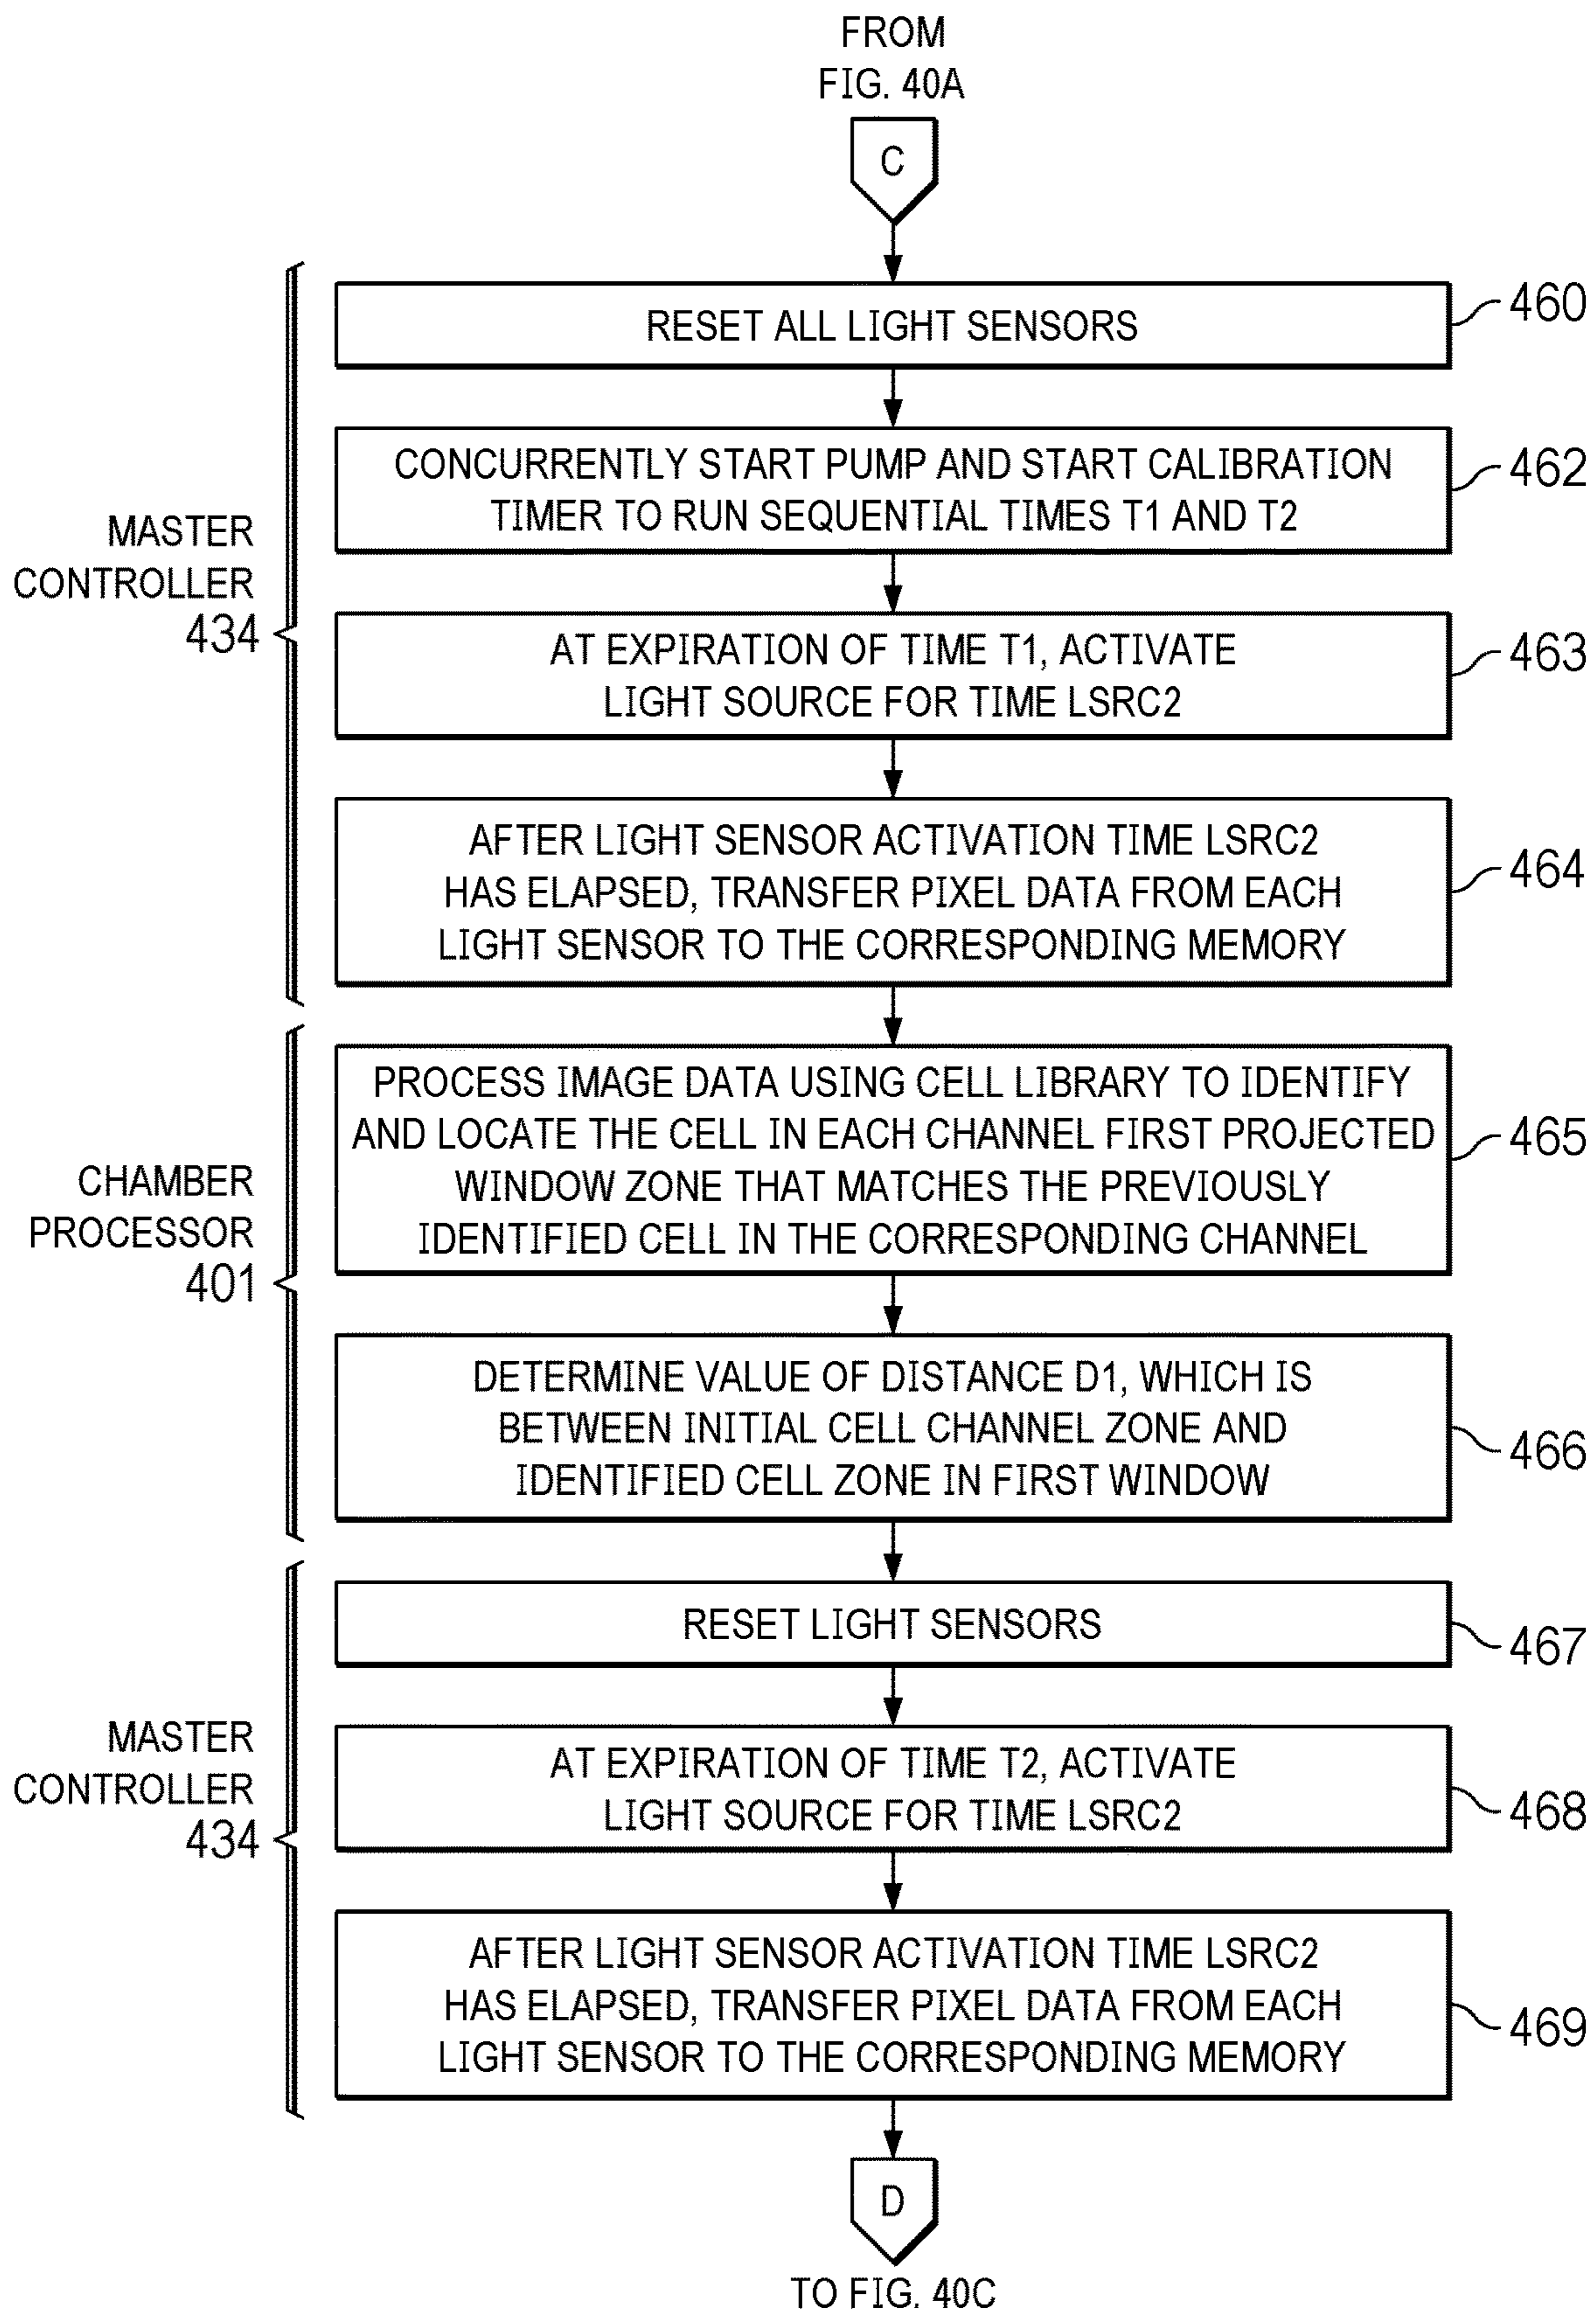 FROM
FIG. 40A
C
RESET ALL LIGHT SENSORS
460
CONCURRENTLY START PUMP AND START CALIBRATION
TIMER TO RUN SEQUENTIAL TIMES T1 AND T2
462
AT EXPIRATION OF TIME T1, ACTIVATE
LIGHT SOURCE FOR TIME LSRC2
463
MASTER
CONTROLLER
434
AFTER LIGHT SENSOR ACTIVATION TIME LSRC2
HAS ELAPSED, TRANSFER PIXEL DATA FROM EACH
LIGHT SENSOR TO THE CORRESPONDING MEMORY
464
PROCESS IMAGE DATA USING CELL LIBRARY TO IDENTIFY
AND LOCATE THE CELL IN EACH CHANNEL FIRST PROJECTED
WINDOW ZONE THAT MATCHES THE PREVIOUSLY
IDENTIFIED CELL IN THE CORRESPONDING CHANNEL
465
CHAMBER
PROCESSOR
401
DETERMINE VALUE OF DISTANCE D1, WHICH IS
BETWEEN INITIAL CELL CHANNEL ZONE AND
IDENTIFIED CELL ZONE IN FIRST WINDOW
466
RESET LIGHT SENSORS
467
AT EXPIRATION OF TIME T2, ACTIVATE
LIGHT SOURCE FOR TIME LSRC2
468
MASTER
CONTROLLER
434
AFTER LIGHT SENSOR ACTIVATION TIME LSRC2
HAS ELAPSED, TRANSFER PIXEL DATA FROM EACH
LIGHT SENSOR TO THE CORRESPONDING MEMORY
469
D
TO FIG. 40C